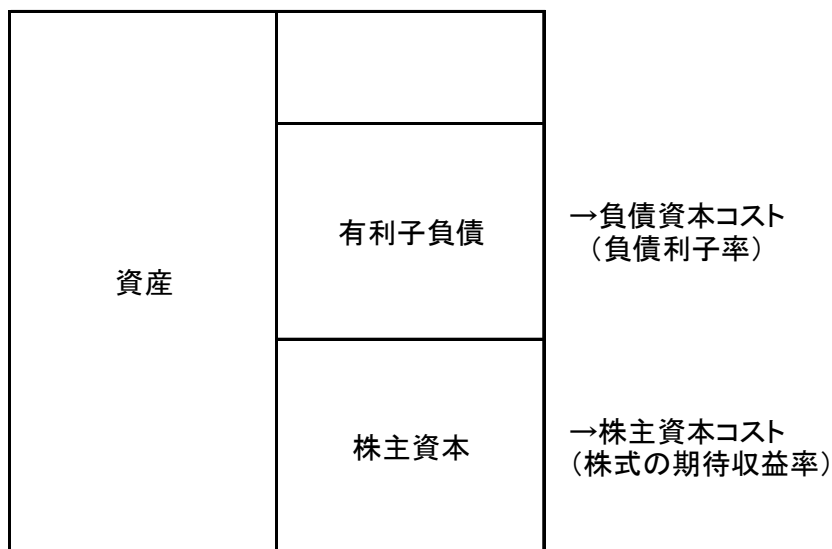 資産
有利子負債
→負債資本コスト
（負債利子率）
株主資本
→株主資本コスト
（株式の期待収益率）